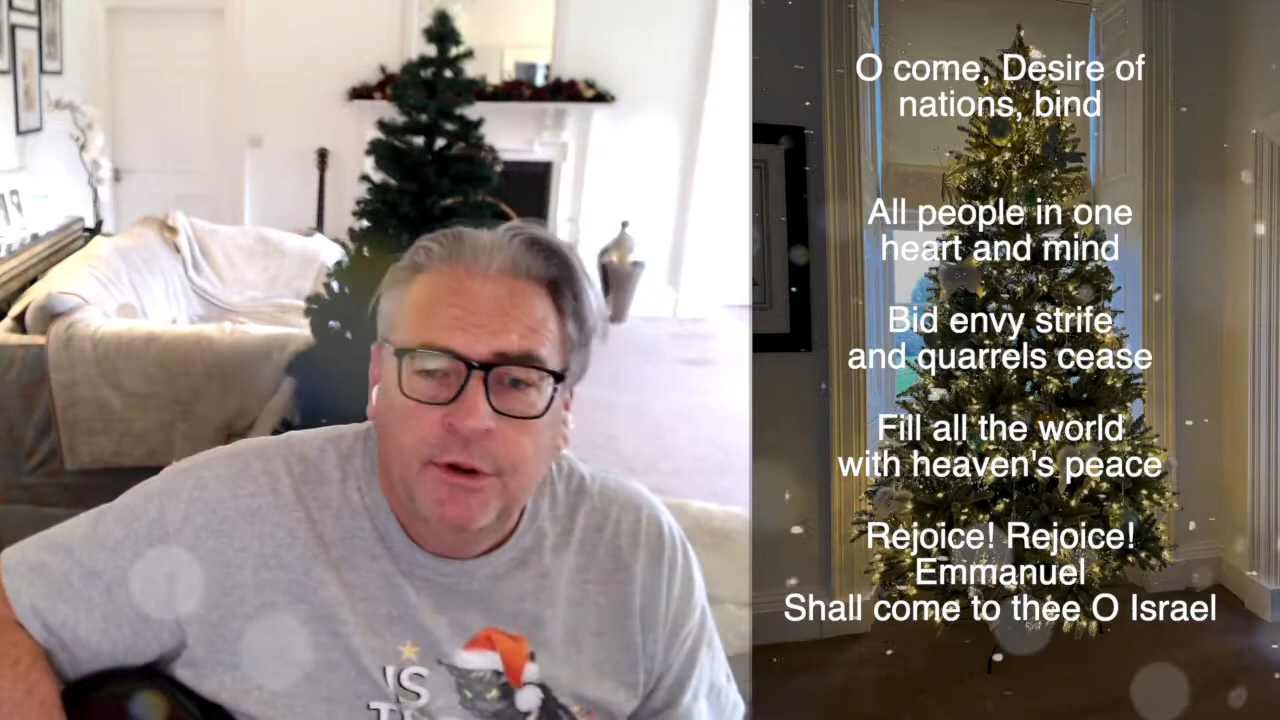 O come, Desire of
nations, bind
All people in one
heart and mind
Bid envy strife
and quarrels cease
Fill all the world
with heaven's peace
Rejoice! Rejoice!
Emmanuel
Shall come to thee O Israel
'IS